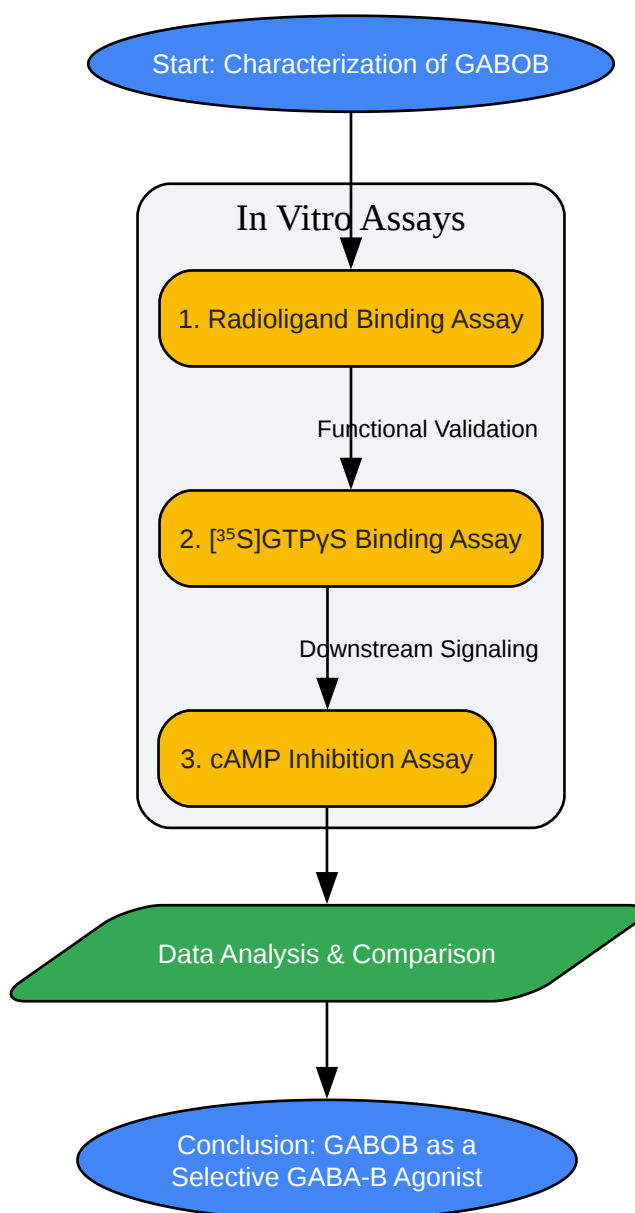 Start: Characterization of GABOB
In Vitro Assays
1. Radioligand Binding Assay
Functional Validation
2. [³⁵S]GTPγS Binding Assay
Downstream Signaling
3. cAMP Inhibition Assay
Data Analysis & Comparison
Conclusion: GABOB as a
Selective GABA-B Agonist